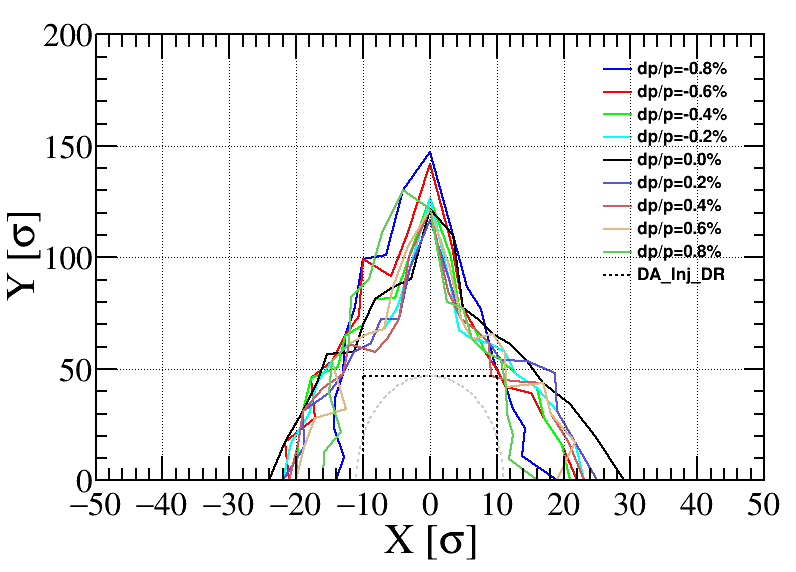 200
150
100
50
0
Y [σ]
dp/p=-0.8%
dp/p=-0.6%
dp/p=-0.4%
dp/p=-0.2%
dp/p=0.0%
dp/p=0.2%
dp/p=0.4%
dp/p=0.6%
dp/p=0.8%
DA_Inj_DR
−50 −40 −30 −20 −10 0 10 20 30 40 50
X [σ]